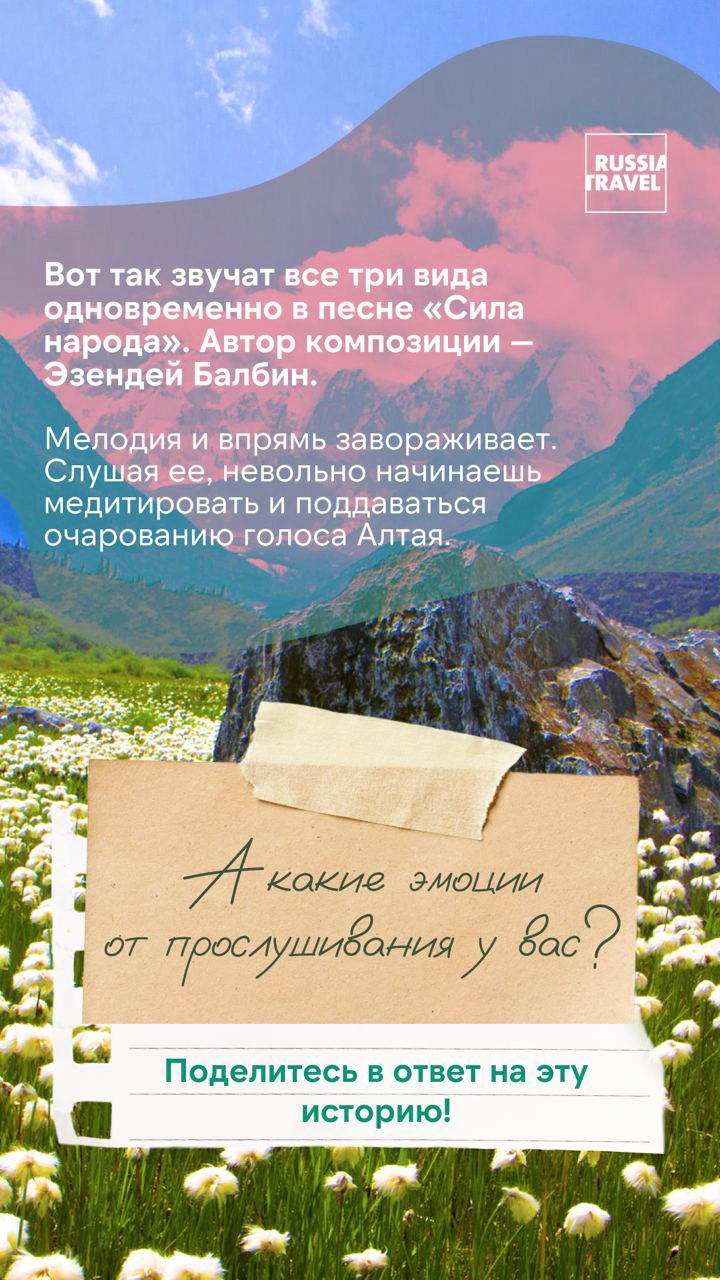 RUSSIA
TRAVEL
Вот так звучат все три вида
одновременно в песне «Сила
народа». Автор композиции —
Эзендей Балбин.
Мелодия и впрямь завораживает.
Слушая ее, невольно начинаешь
медитировать и поддаваться
очарованию голоса Алтая.
А какие эмоции
от прослушивания у вас?
Поделитесь в ответ на эту
историю!